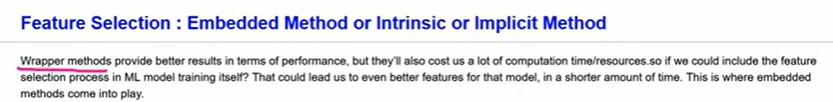 Feature Selection : Embedded Method or Intrinsic or Implicit Method
Wrapper methods provide better results in terms of performance, but they'll also cost us a lot of computation time/resources.so if we could include the feature
selection process in ML model training itself? That could lead us to even better features for that model, in a shorter amount of time. This is where embedded
methods come into play.